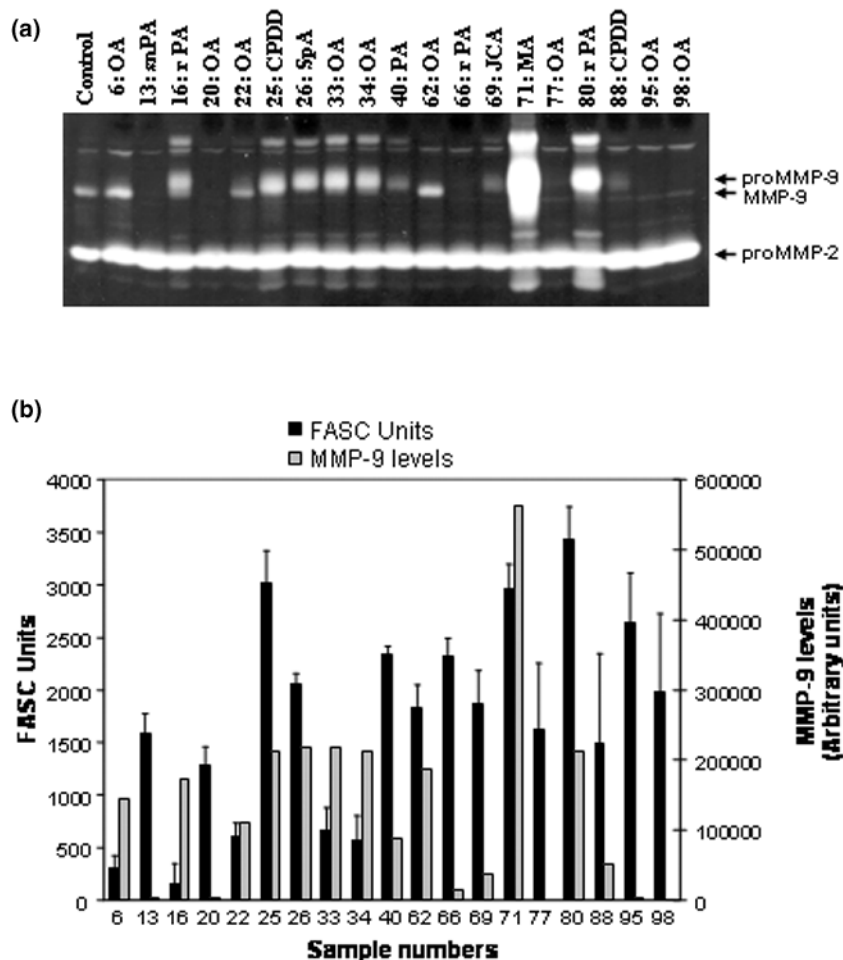 (a)
Control
6: OA
13: snPA
16: r PA
20: OA
22: OA
25: CPDD
26: SpA
33: OA
34: OA
40: PA
62: OA
66: r PA
69: JCA
71: MA
77: OA
80: r PA
88: CPDD
95: OA
98: OA
proMMP-9
MMP-9
proMMP-2
(b)
FASC Units
MMP-9 levels
4000
3500
3000
2500
2000
1500
1000
500
0
FASC Units
600000
500000
400000
300000
200000
100000
0
MMP-9 levels
(Arbitrary units)
6 13 16 20 22 25 26 33 34 40 62 66 69 71 77 80 88 95 98
Sample numbers